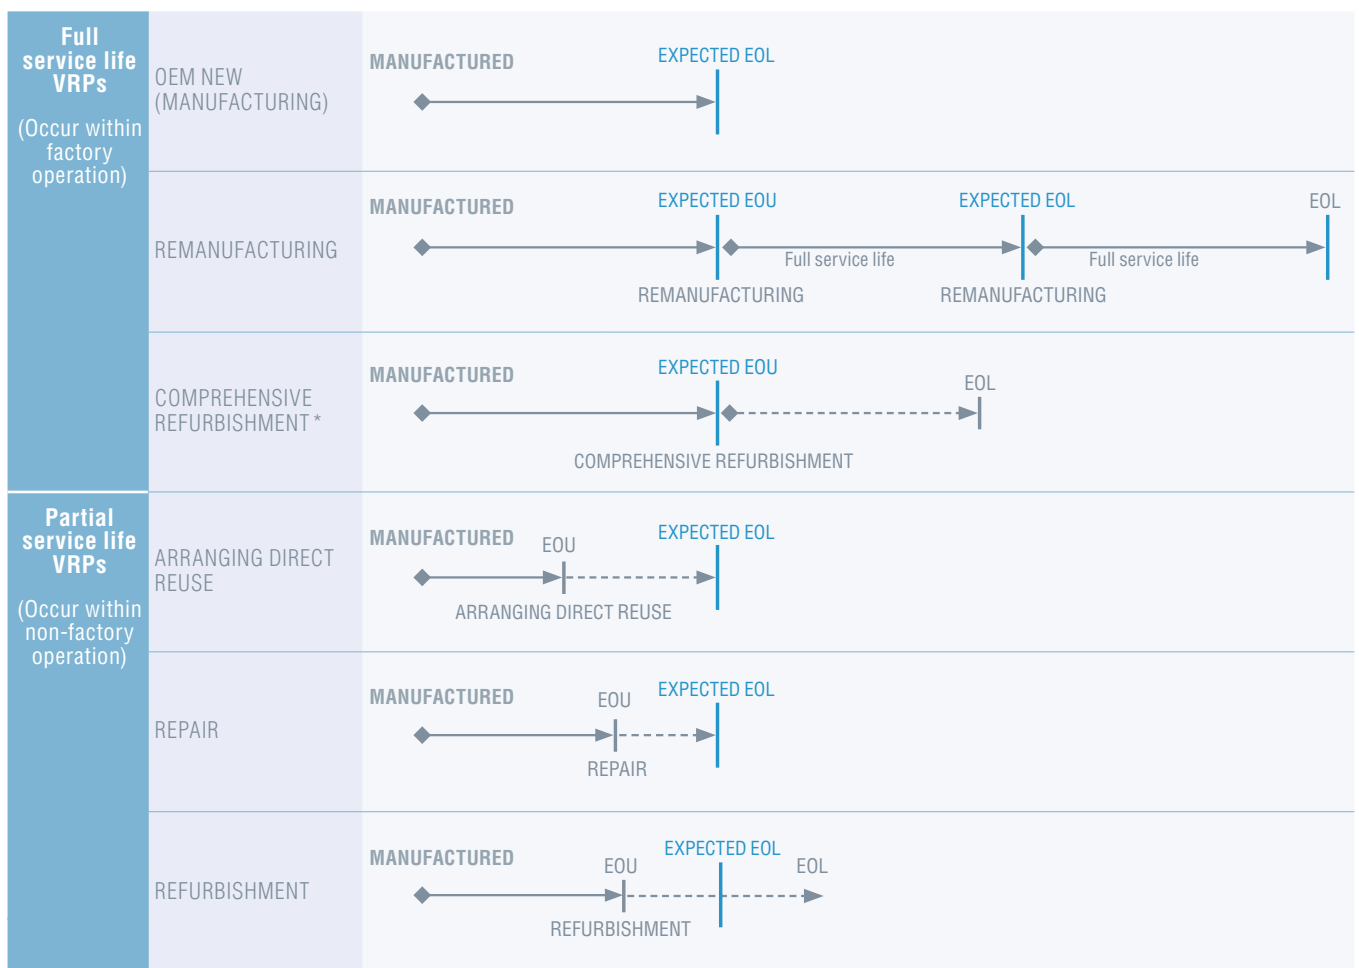 Full
service life
VRPs
(Occur within
factory
operation)
OEM NEW
(MANUFACTURING)
MANUFACTURED
EXPECTED EOL
REMANUFACTURING
MANUFACTURED
EXPECTED EOU
EXPECTED EOL
EOL
Full service life
Full service life
REMANUFACTURING
REMANUFACTURING
COMPREHENSIVE
REFURBISHMENT *
MANUFACTURED
EXPECTED EOU
EOL
COMPREHENSIVE REFURBISHMENT
Partial
service life
VRPs
(Occur within
non-factory
operation)
ARRANGING DIRECT
REUSE
MANUFACTURED
EOU
EXPECTED EOL
ARRANGING DIRECT REUSE
REPAIR
MANUFACTURED
EOU
EXPECTED EOL
REPAIR
REFURBISHMENT
MANUFACTURED
EOU
EXPECTED EOL
EOL
REFURBISHMENT